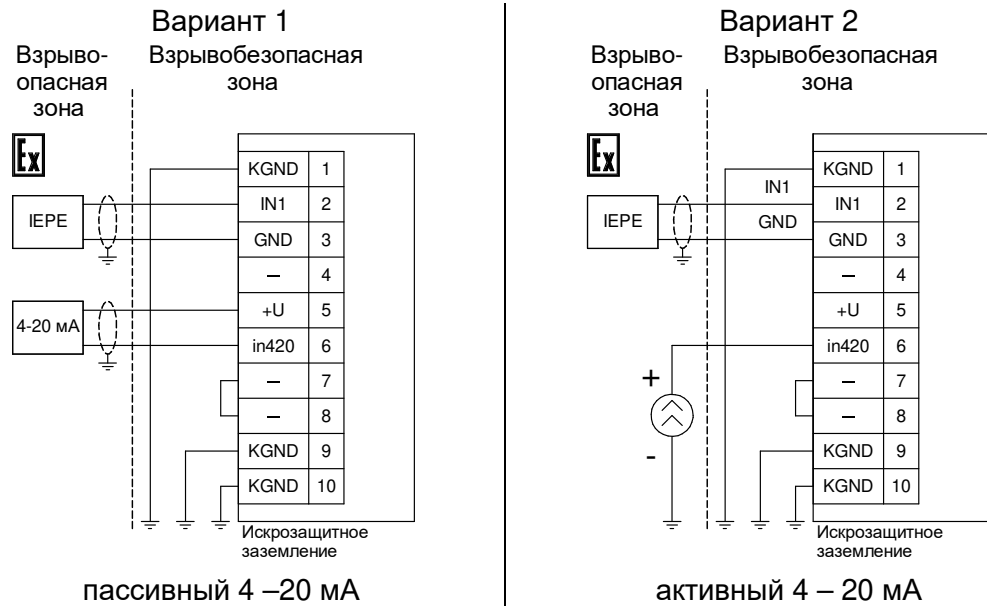 Вариант 1
Взрыво-
опасная
зона
Взрывобезопасная
зона
Ex
KGND 1
IEPE
IN1 2
GND 3
– 4
4-20 мА
+U 5
in420 6
– 7
– 8
KGND 9
KGND 10
Искрозащитное
заземление
пассивный 4 –20 мА
Вариант 2
Взрыво-
опасная
зона
Взрывобезопасная
зона
Ex
KGND 1
IN1
IEPE
IN1 2
GND
GND 3
– 4
+U 5
in420 6
+
– 7
– 8
-
KGND 9
KGND 10
Искрозащитное
заземление
активный 4 – 20 мА